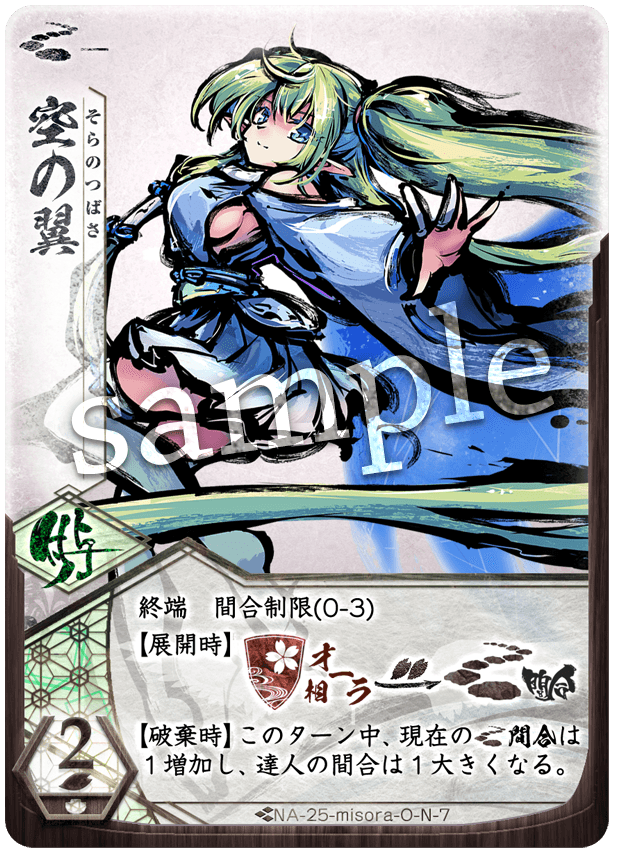 空の翼
そらのつばさ
sample
付与
終端　間合制限(0-3)
【展開時】相オーラ 間合
【破棄時】このターン中、現在の間合は
１増加し、達人の間合は１大きくなる。
2
NA-25-misora-O-N-7